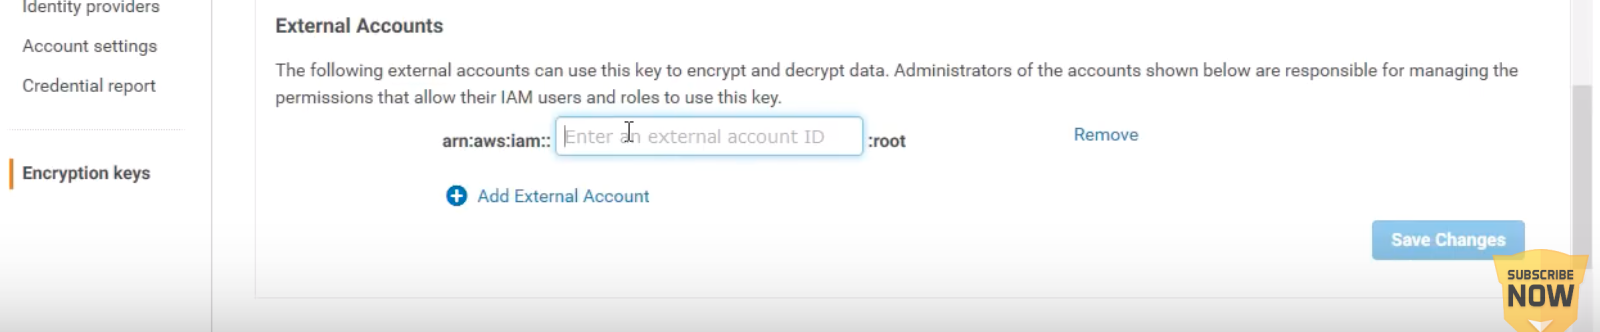 Identity providers
Account settings
Credential report
Encryption keys
External Accounts
The following external accounts can use this key to encrypt and decrypt data. Administrators of the accounts shown below are responsible for managing the
permissions that allow their IAM users and roles to use this key.
arn:aws:iam:: Enter an external account ID :root Remove
Add External Account
Save Changes
SUBSCRIBE
NOW